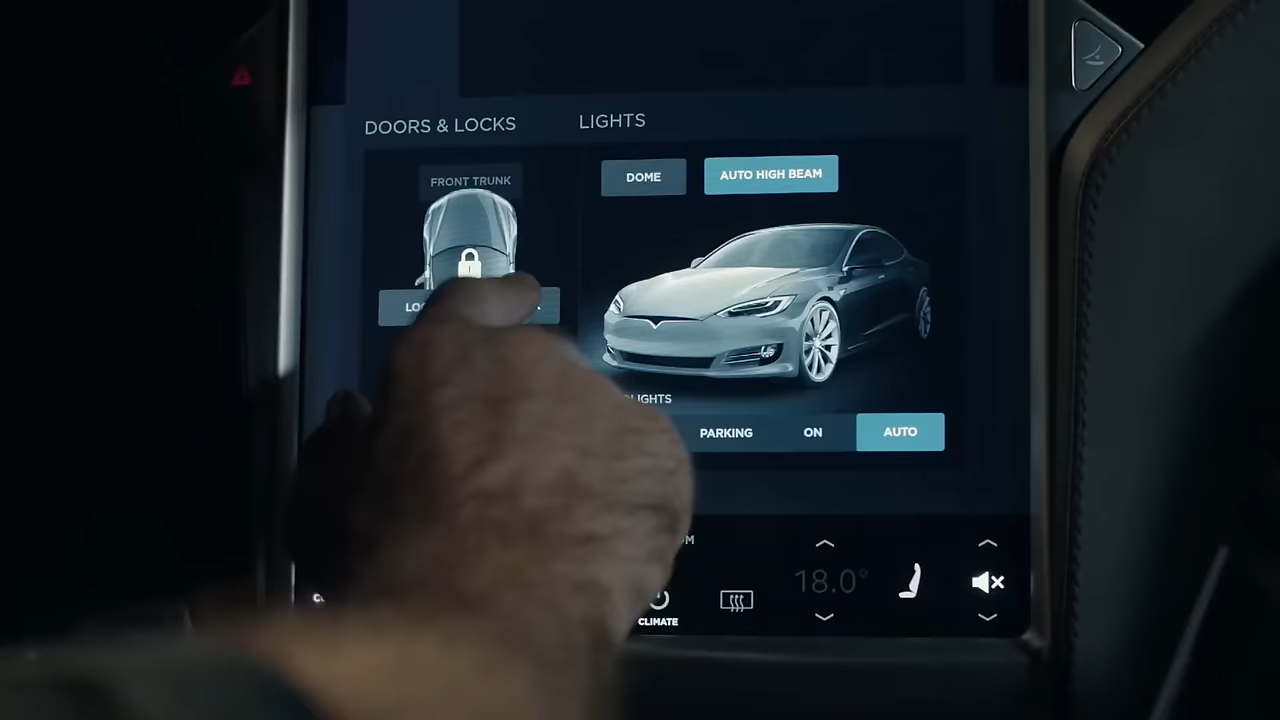 DOORS & LOCKS
LIGHTS
FRONT TRUNK
DOME
AUTO HIGH BEAM
PARKING
ON
AUTO
18.0°
CLIMATE